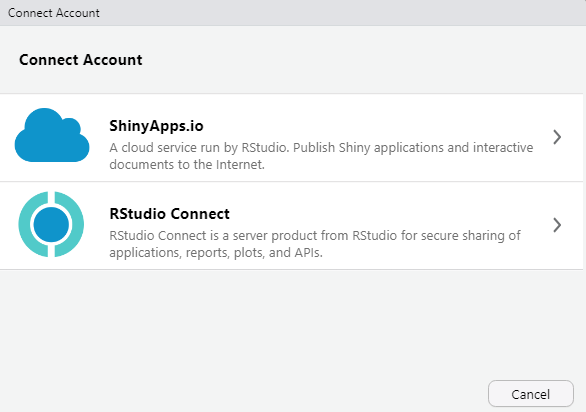 Connect Account
Connect Account
ShinyApps.io
A cloud service run by RStudio. Publish Shiny applications and interactive
documents to the Internet.
RStudio Connect
RStudio Connect is a server product from RStudio for secure sharing of
applications, reports, plots, and APIs.
Cancel